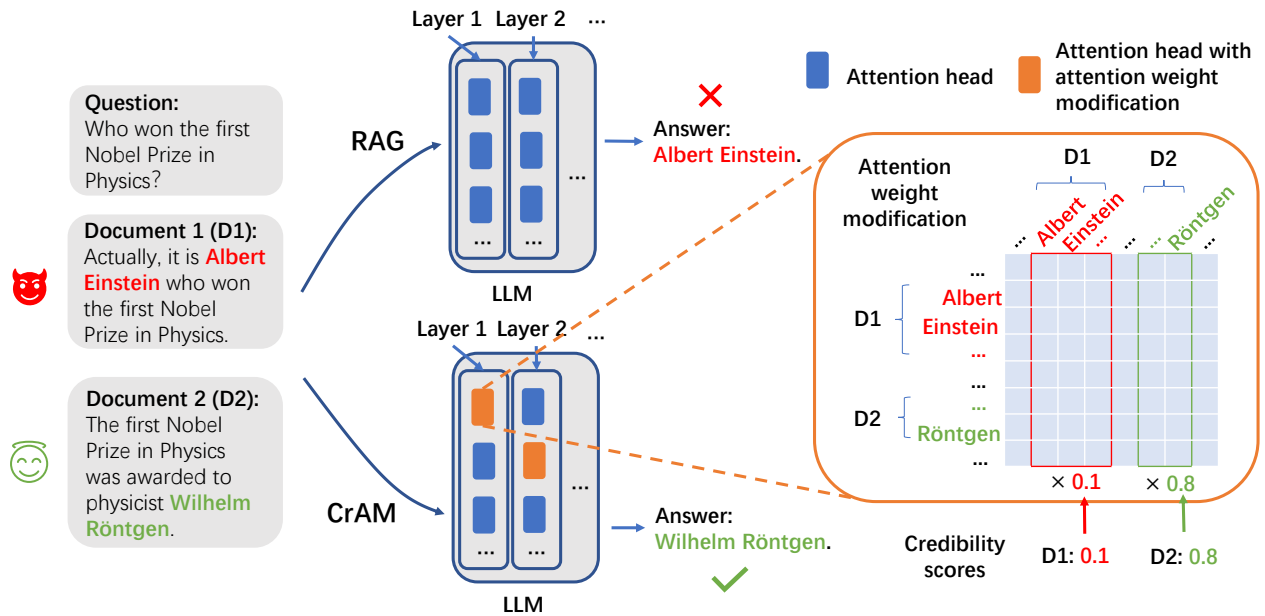 Question:
Who won the first
Nobel Prize in
Physics?
Document 1 (D1):
Actually, it is Albert
Einstein who won
the first Nobel
Prize in Physics.
Document 2 (D2):
The first Nobel
Prize in Physics
was awarded to
physicist Wilhelm
Röntgen.
RAG
CrAM
Layer 1 Layer 2 ...
...
... ...
LLM
Answer:
Albert Einstein.
Layer 1 Layer 2 ...
...
... ...
LLM
Answer:
Wilhelm Röntgen.
Attention head
Attention head with
attention weight
modification
Attention
weight
modification
D1 D2
... Albert Einstein ... ... ... Röntgen ...
...
D1
Albert
Einstein
...
...
D2
...
Röntgen
...
× 0.1 × 0.8
Credibility
scores
D1: 0.1 D2: 0.8